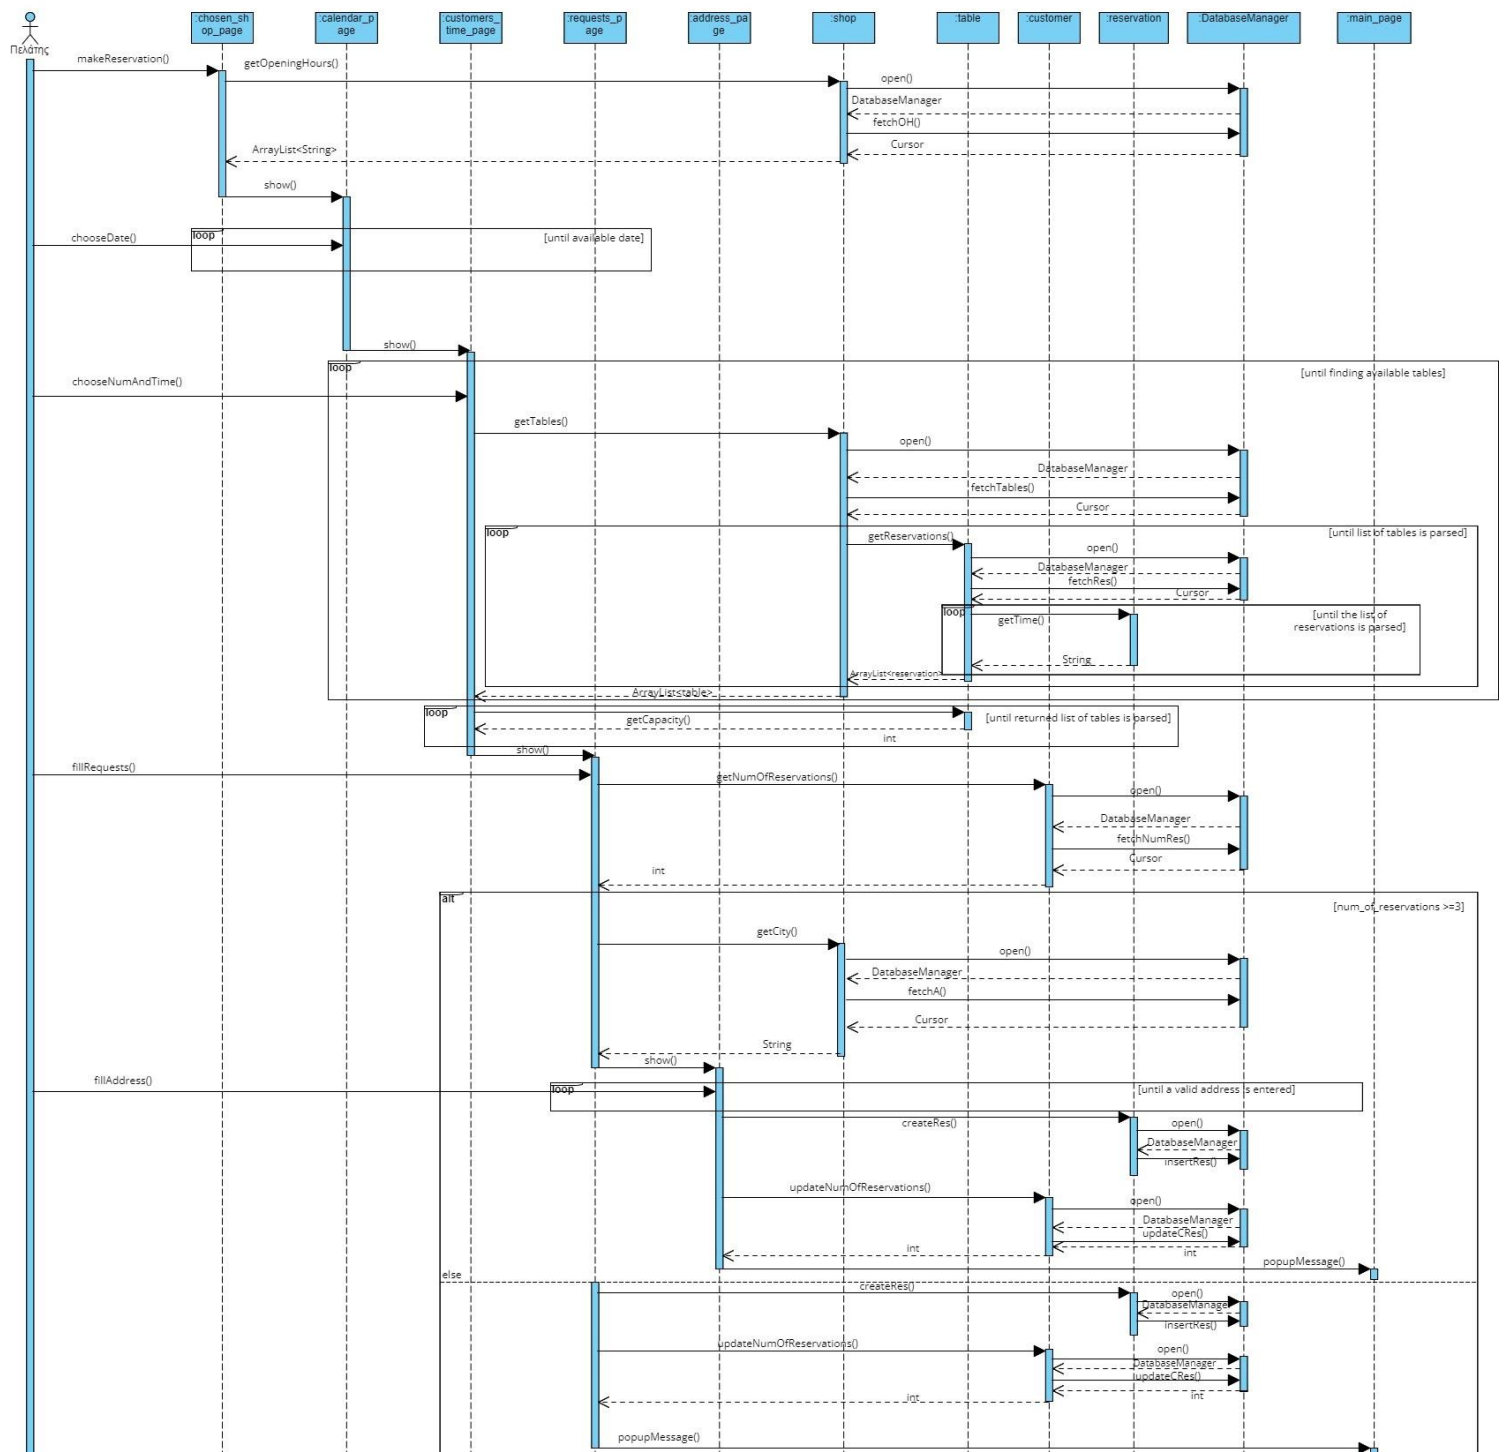 :chosen_sh
op_page
:calendar_p
age
:customers_
time_page
:requests_p
age
:address_pa
ge
:shop
:table
:customer
:reservation
:DatabaseManager
:main_page
Πελάτης
makeReservation()
getOpeningHours()
open()
DatabaseManager
fetchOH()
Cursor
ArrayList<String>
show()
loop
[until available date]
chooseDate()
show()
loop
[until finding available tables]
chooseNumAndTime()
getTables()
open()
DatabaseManager
fetchTables()
Cursor
loop
[until list of tables is parsed]
getReservations()
open()
DatabaseManager
fetchRes()
Cursor
loop
[until the list of
reservations is parsed]
getTime()
String
ArrayList<reservation>
ArrayList<table>
loop
[until returned list of tables is parsed]
getCapacity()
int
show()
fillRequests()
getNumOfReservations()
open()
DatabaseManager
fetchNumRes()
Cursor
int
alt
[num_of_reservations >=3]
getCity()
open()
DatabaseManager
fetchA()
Cursor
String
show()
fillAddress()
loop
[until a valid address is entered]
createRes()
open()
DatabaseManager
insertRes()
updateNumOfReservations()
open()
DatabaseManager
updateCRes()
int
int
popupMessage()
else
createRes()
open()
DatabaseManager
insertRes()
updateNumOfReservations()
open()
DatabaseManager
updateCRes()
int
int
popupMessage()